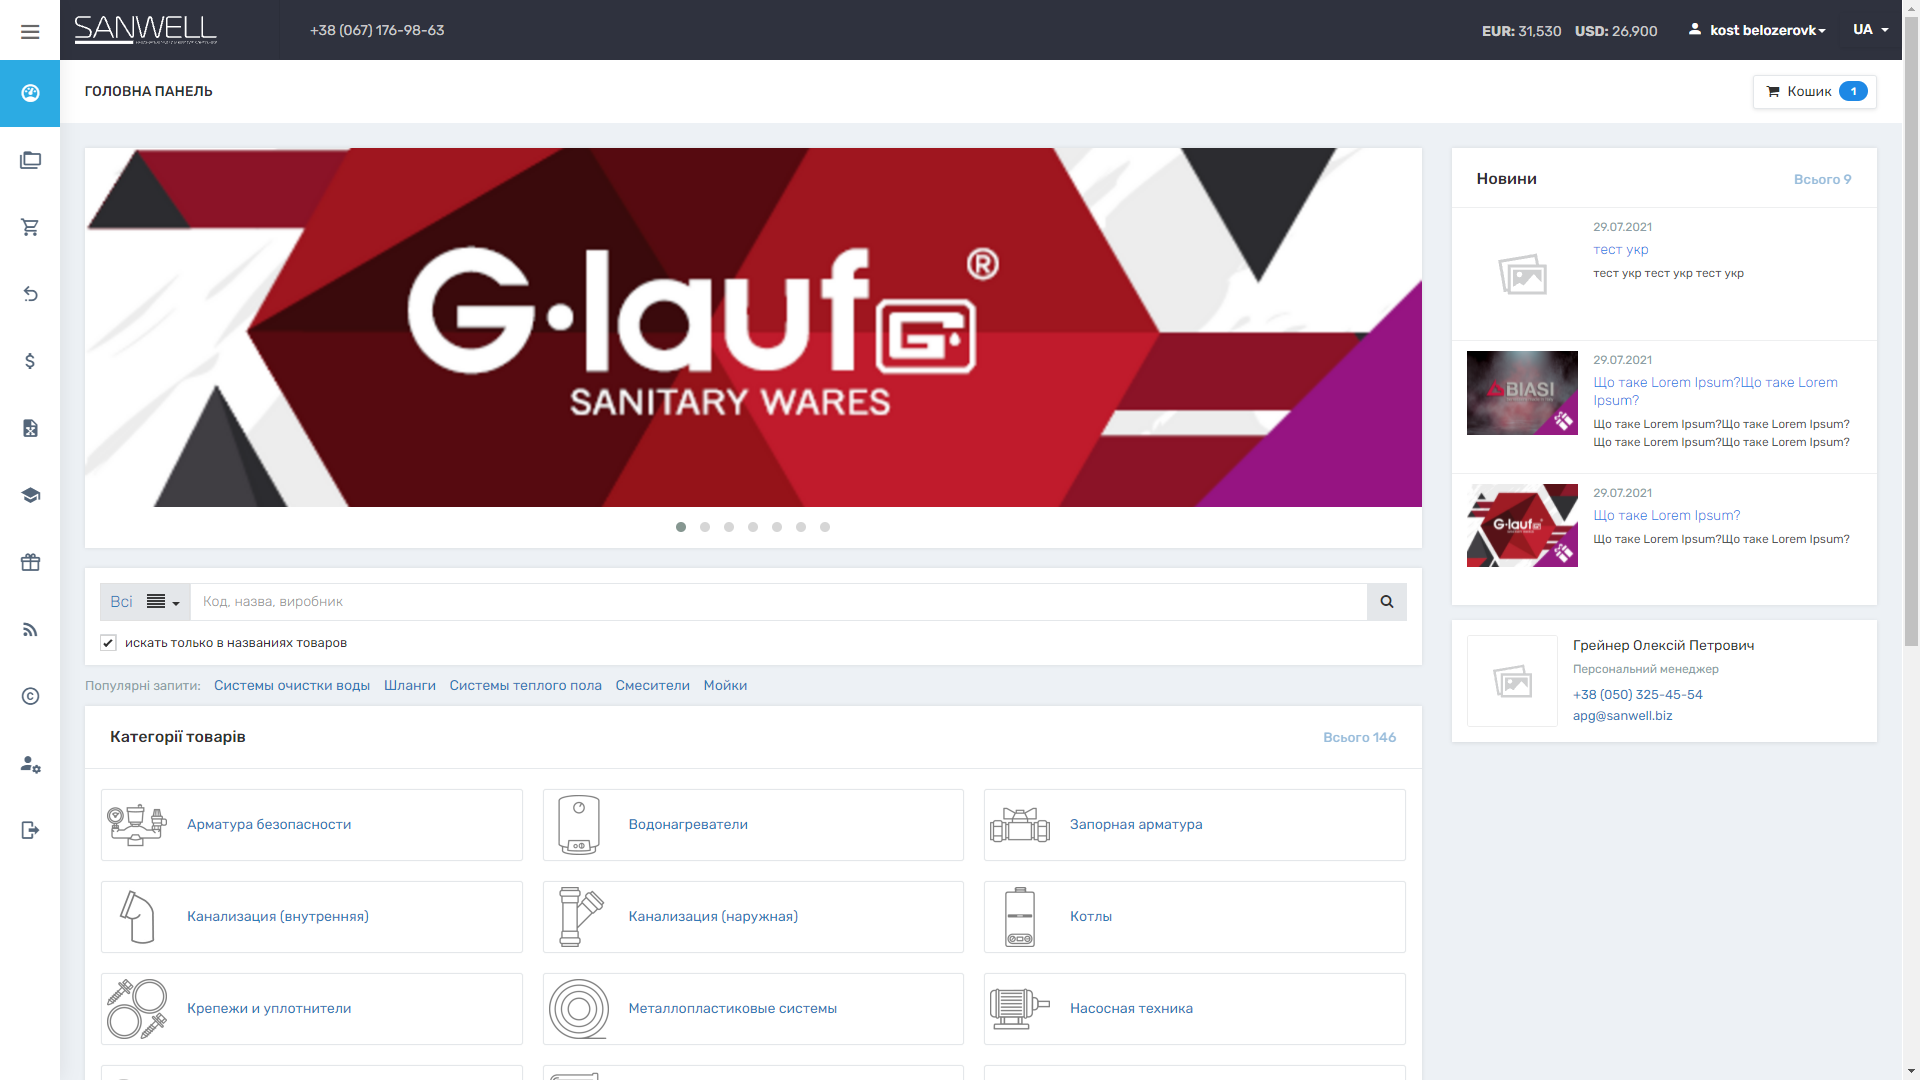 SANWELL
+38 (067) 176-98-63
EUR: 31,530 USD: 26,900
kost belozerovk
UA
ГОЛОВНА ПАНЕЛЬ
Кошик 1
G·lauf G ®
SANITARY WARES
Всі
Код, назва, виробник
искать только в названиях товаров
Популярні запити: Системы очистки воды Шланги Системы теплого пола Смесители Мойки
Категорії товарів
Всього 146
Арматура безопасности
Водонагреватели
Запорная арматура
Канализация (внутренняя)
Канализация (наружная)
Котлы
Крепежи и уплотнители
Металлопластиковые системы
Насосная техника
Новини
Всього 9
29.07.2021
тест укр
тест укр тест укр тест укр
BIASI
29.07.2021
Що таке Lorem Ipsum?Що таке Lorem
Ipsum?
Що таке Lorem Ipsum?Що таке Lorem Ipsum?
Що таке Lorem Ipsum?Що таке Lorem Ipsum?
G·lauf
29.07.2021
Що таке Lorem Ipsum?
Що таке Lorem Ipsum?Що таке Lorem Ipsum?
Грейнер Олексій Петрович
Персональний менеджер
+38 (050) 325-45-54
apg@sanwell.biz